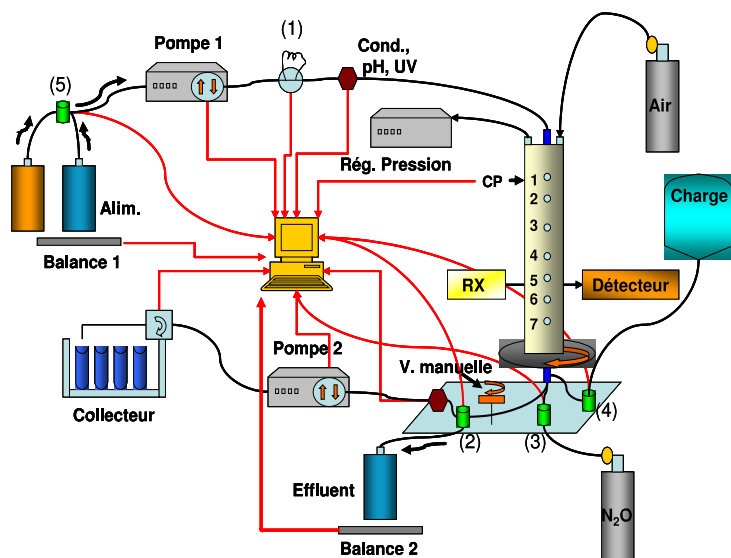 (1)
Pompe 1
Cond.,
pH, UV
(5)
Air
Rég. Pression
CP
1
2
3
4
5
6
7
Charge
Alim.
Balance 1
RX
Détecteur
Pompe 2
V. manuelle
Collecteur
(2)
(3)
(4)
Effluent
N2O
Balance 2